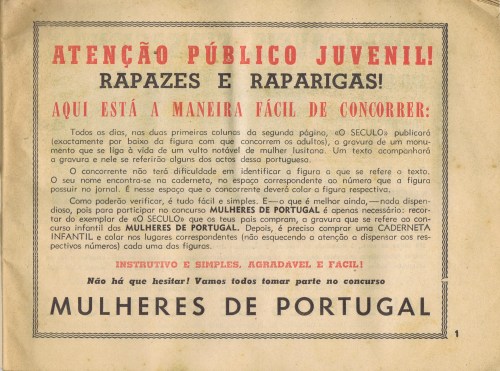 ATENÇÃO PÚBLICO JUVENIL!
RAPAZES E RAPARIGAS!
AQUI ESTÁ A MANEIRA FÁCIL DE CONCORRER:
Todos os dias, nas duas primeiras colunas da segunda página, «O SECULO» publicará
(exactamente por baixo da figura com que concorrem os adultos), a gravura de um monu-
mento que se liga à vida de um vulto notável de mulher lusitana. Um texto acompanhará
a gravura e nele se referirão alguns dos actos dessa portuguesa.
O concorrente não terá dificuldade em identificar a figura a que se refere o texto.
O seu nome encontra-se na caderneta, no espaço correspondente ao número que a figura
possuir no jornal. É nesse espaço que o concorrente deverá colar a figura respectiva.
Como poderão verificar, é tudo fácil e simples. E—o que é melhor ainda,—nada dispen-
dioso, pois para participar no concurso MULHERES DE PORTUGAL é apenas necessário: recor-
tar do exemplar de «O SECULO» que os teus pais compram, a gravura que se refere ao con-
curso infantil das MULHERES DE PORTUGAL. Depois, é preciso comprar uma CADERNETA
INFANTIL e colar nos lugares correspondentes (não esquecendo a atenção a dispensar aos res-
pectivos números) cada uma das figuras.
INSTRUTIVO E SIMPLES, AGRADAVEL E FACIL!
Não há que hesitar! Vamos todos tomar parte no concurso
MULHERES DE PORTUGAL
1